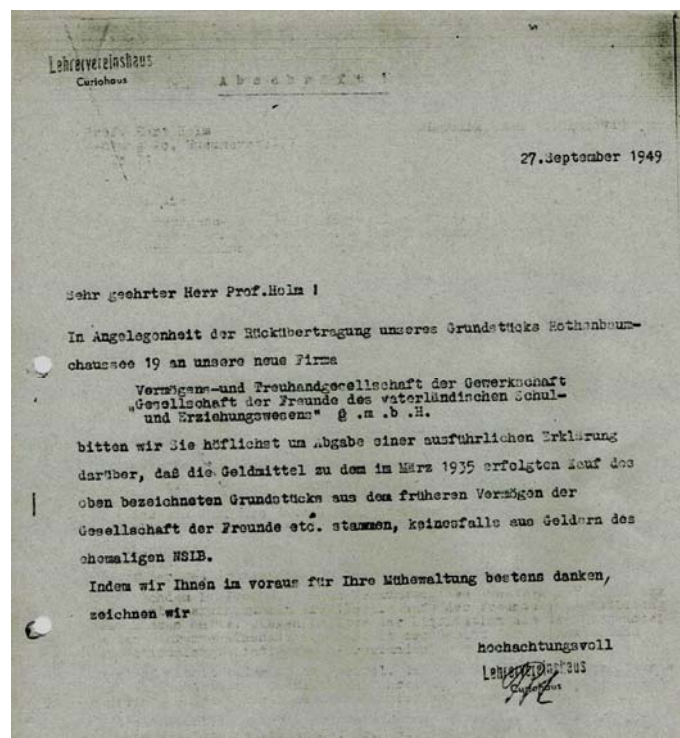 Lehrervereinshaus
Curiohaus
Abschrift !
27.September 1949
Sehr geehrter Herr Prof.Holm !
In Angelegenheit der Rückübertragung unseres Grundstücks Rothenbaum-
chaussee 19 an unsere neue Firma
Vermögens-und Treuhandgesellschaft der Gewerkschaft
„Gesellschaft der Freunde des vaterländischen Schul-
und Erziehungswesens" G .m .b .H.
bitten wir Sie höflichst um Abgabe einer ausführlichen Erklärung
darüber, daß die Geldmittel zu dem im März 1935 erfolgten Kauf des
oben bezeichneten Grundstücks aus dem früheren Vermögen der
Gesellschaft der Freunde etc. stammen, keinesfalls aus Geldern des
ehemaligen NSLB.
Indem wir Ihnen im voraus für Ihre Mühewaltung bestens danken,
zeichnen wir
hochachtungsvoll
Lehrervereinshaus
Curiohaus